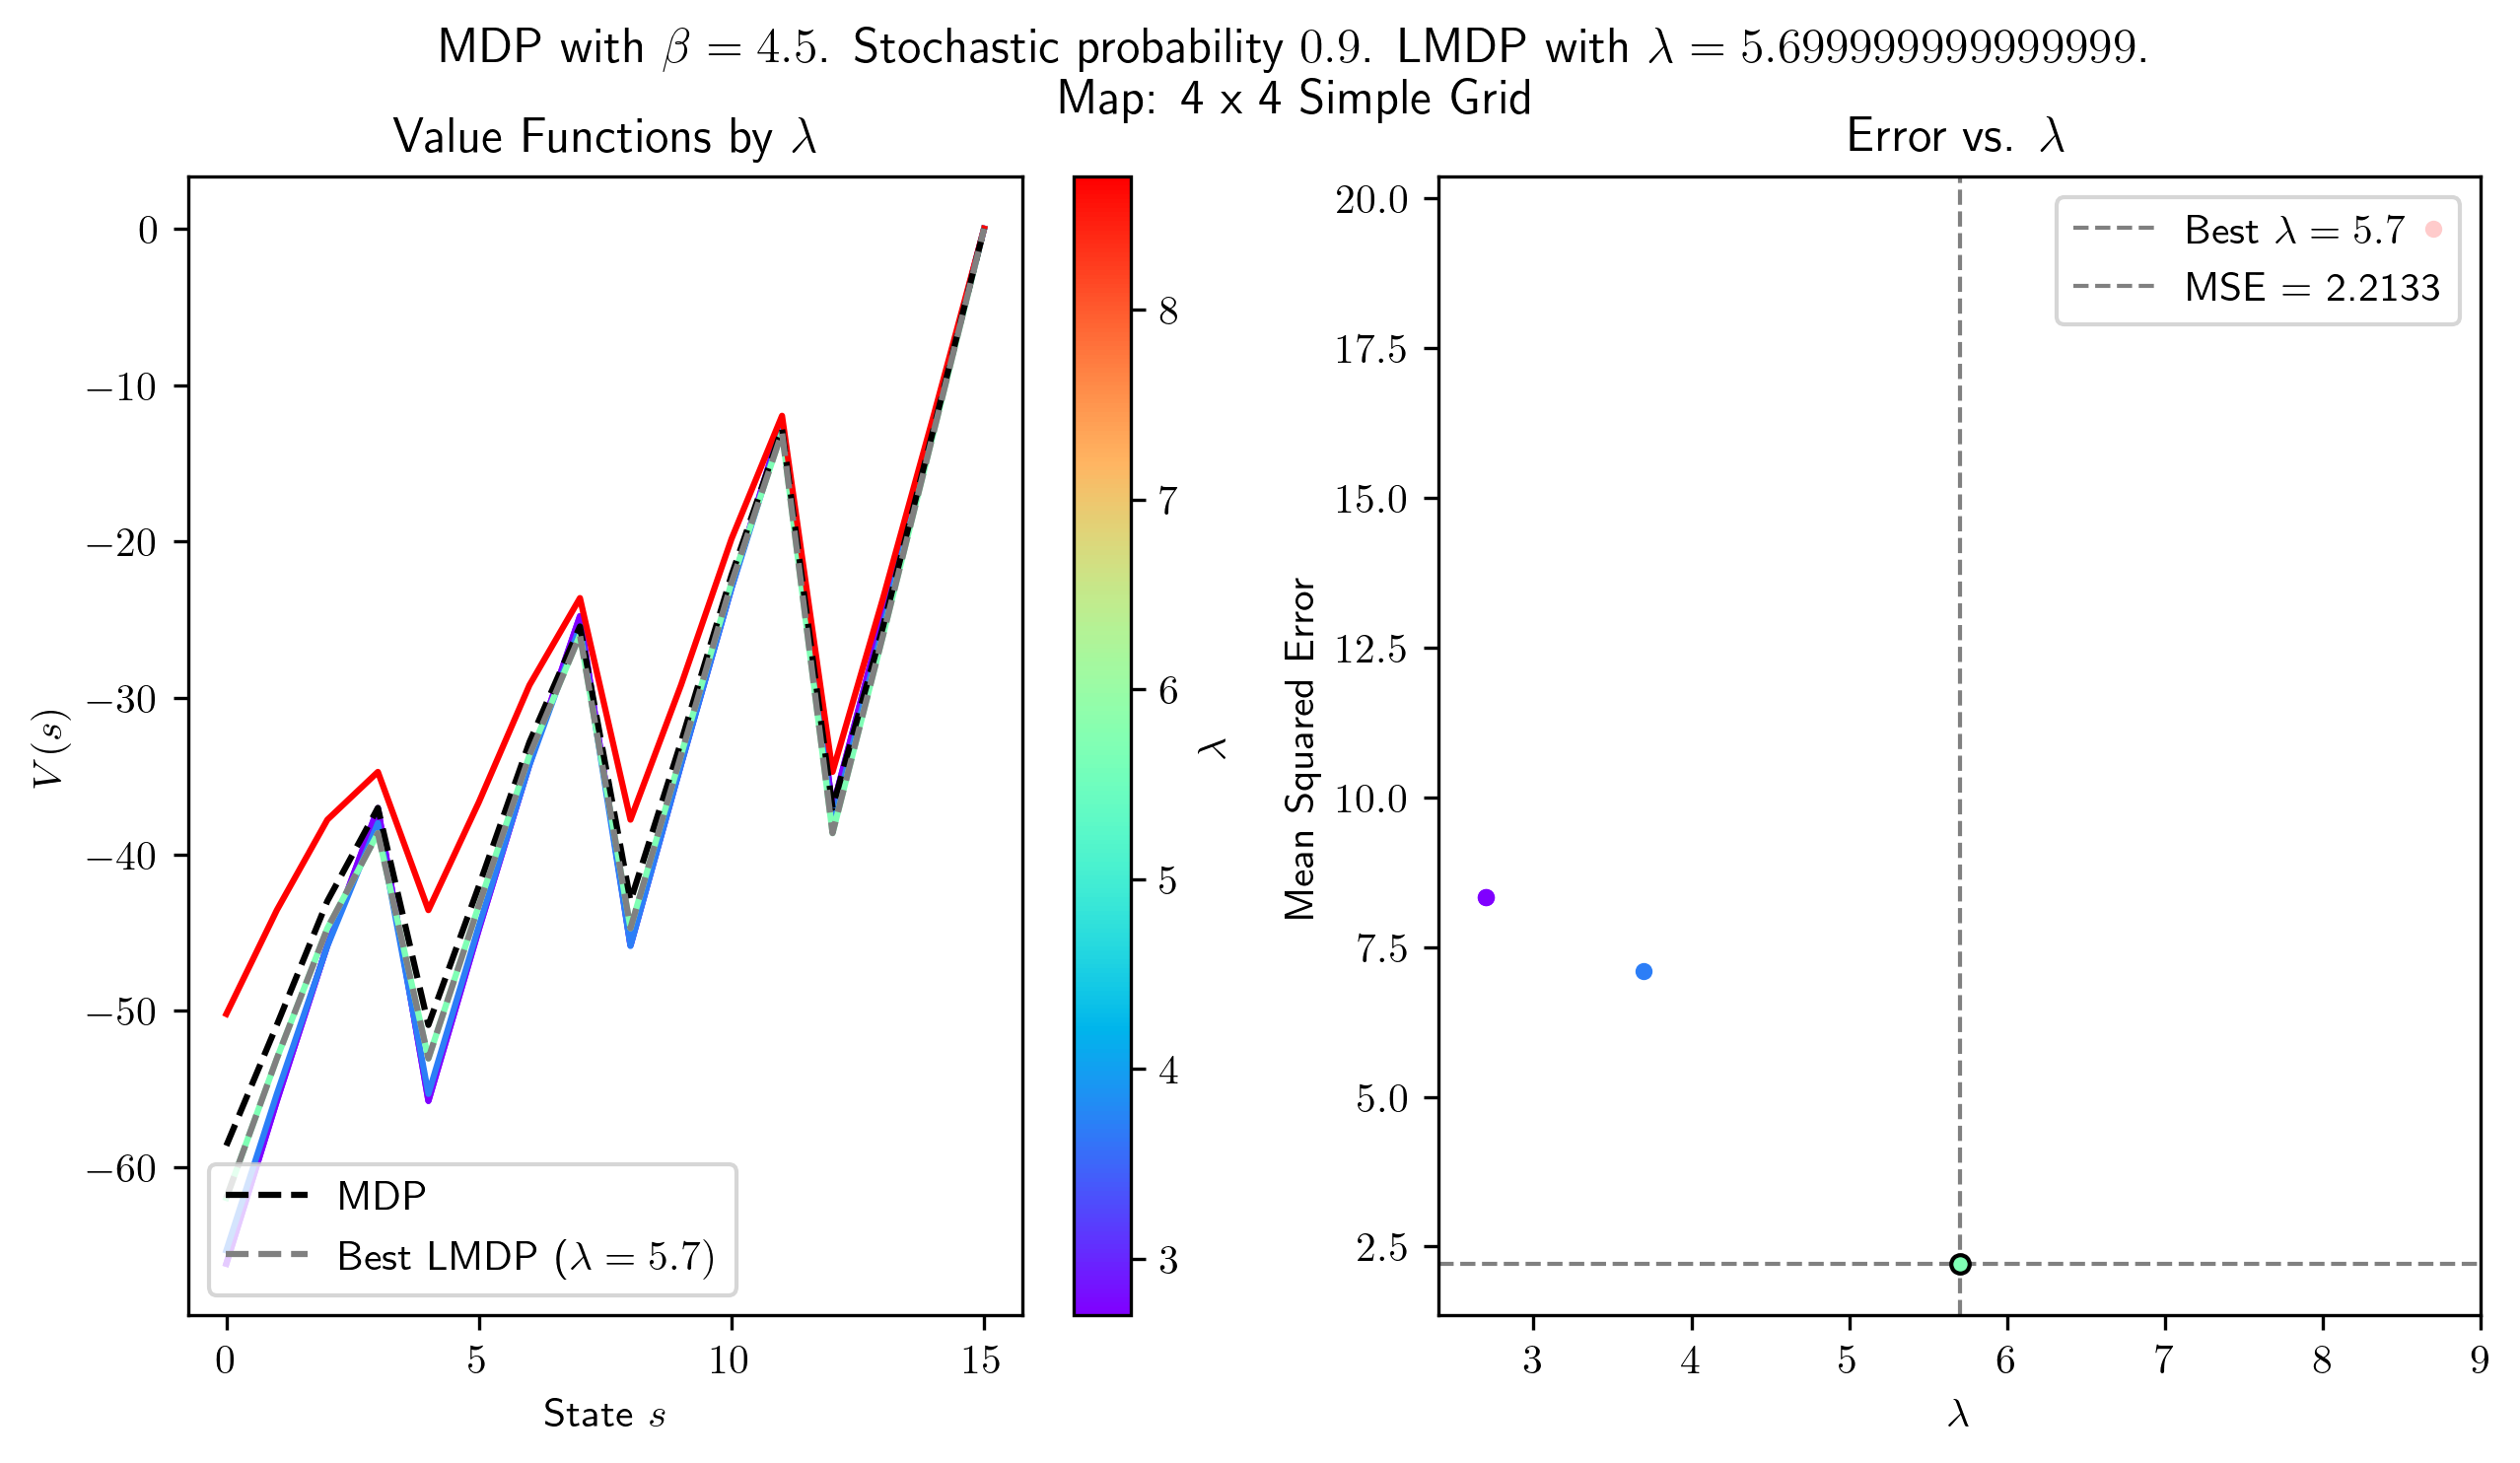 MDP with β = 4.5. Stochastic probability 0.9. LMDP with λ = 5.699999999999999.
Map: 4 x 4 Simple Grid
Value Functions by λ
0
−10
−20
−30
−40
−50
−60
V(s)
0
5
10
15
State s
MDP
Best LMDP (λ = 5.7)
8
7
6
5
4
3
λ
Error vs. λ
20.0
17.5
15.0
12.5
10.0
7.5
5.0
2.5
Mean Squared Error
3
4
5
6
7
8
9
λ
Best λ = 5.7
MSE = 2.2133